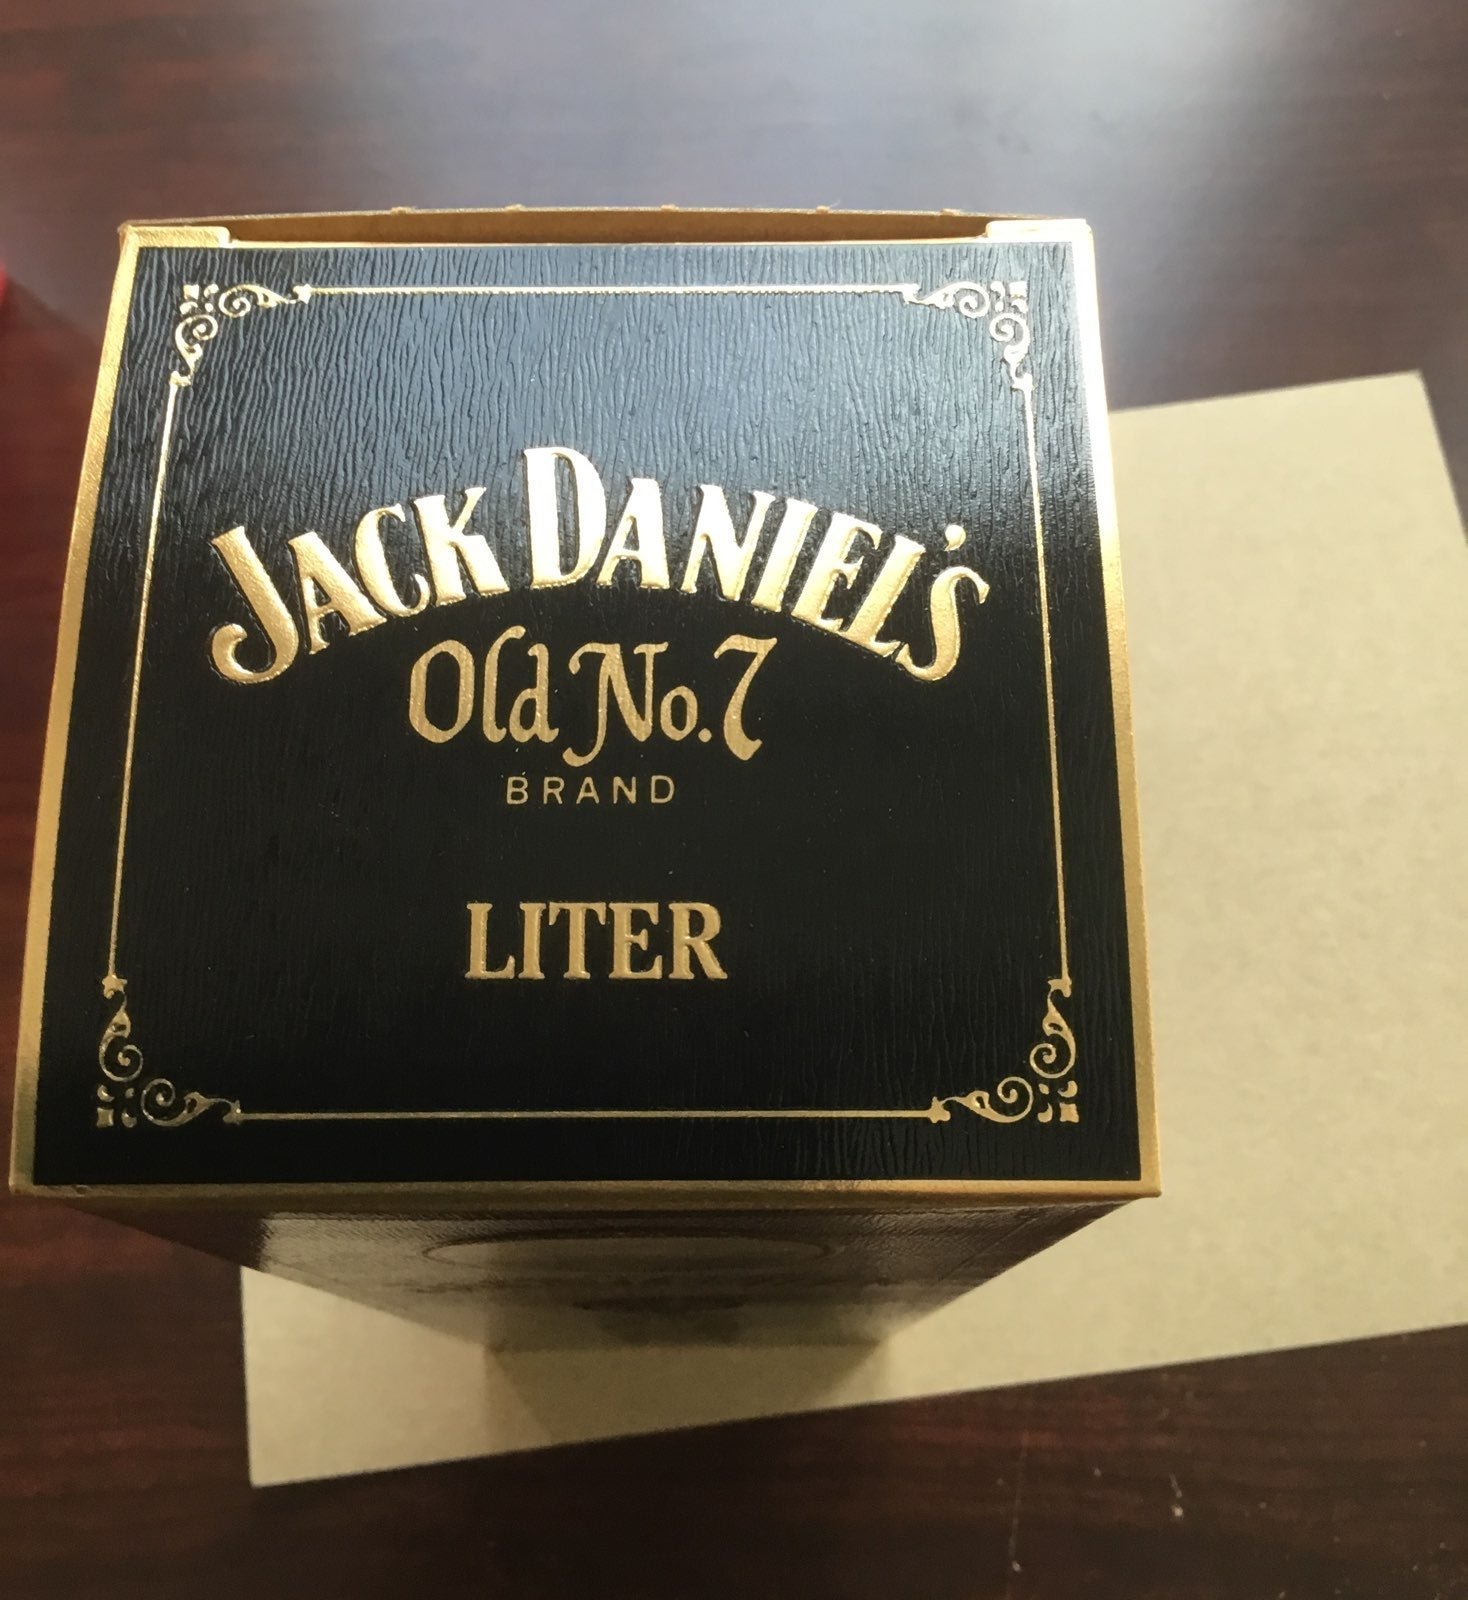 JACK DANIEL'S
Old No.7
BRAND
LITER